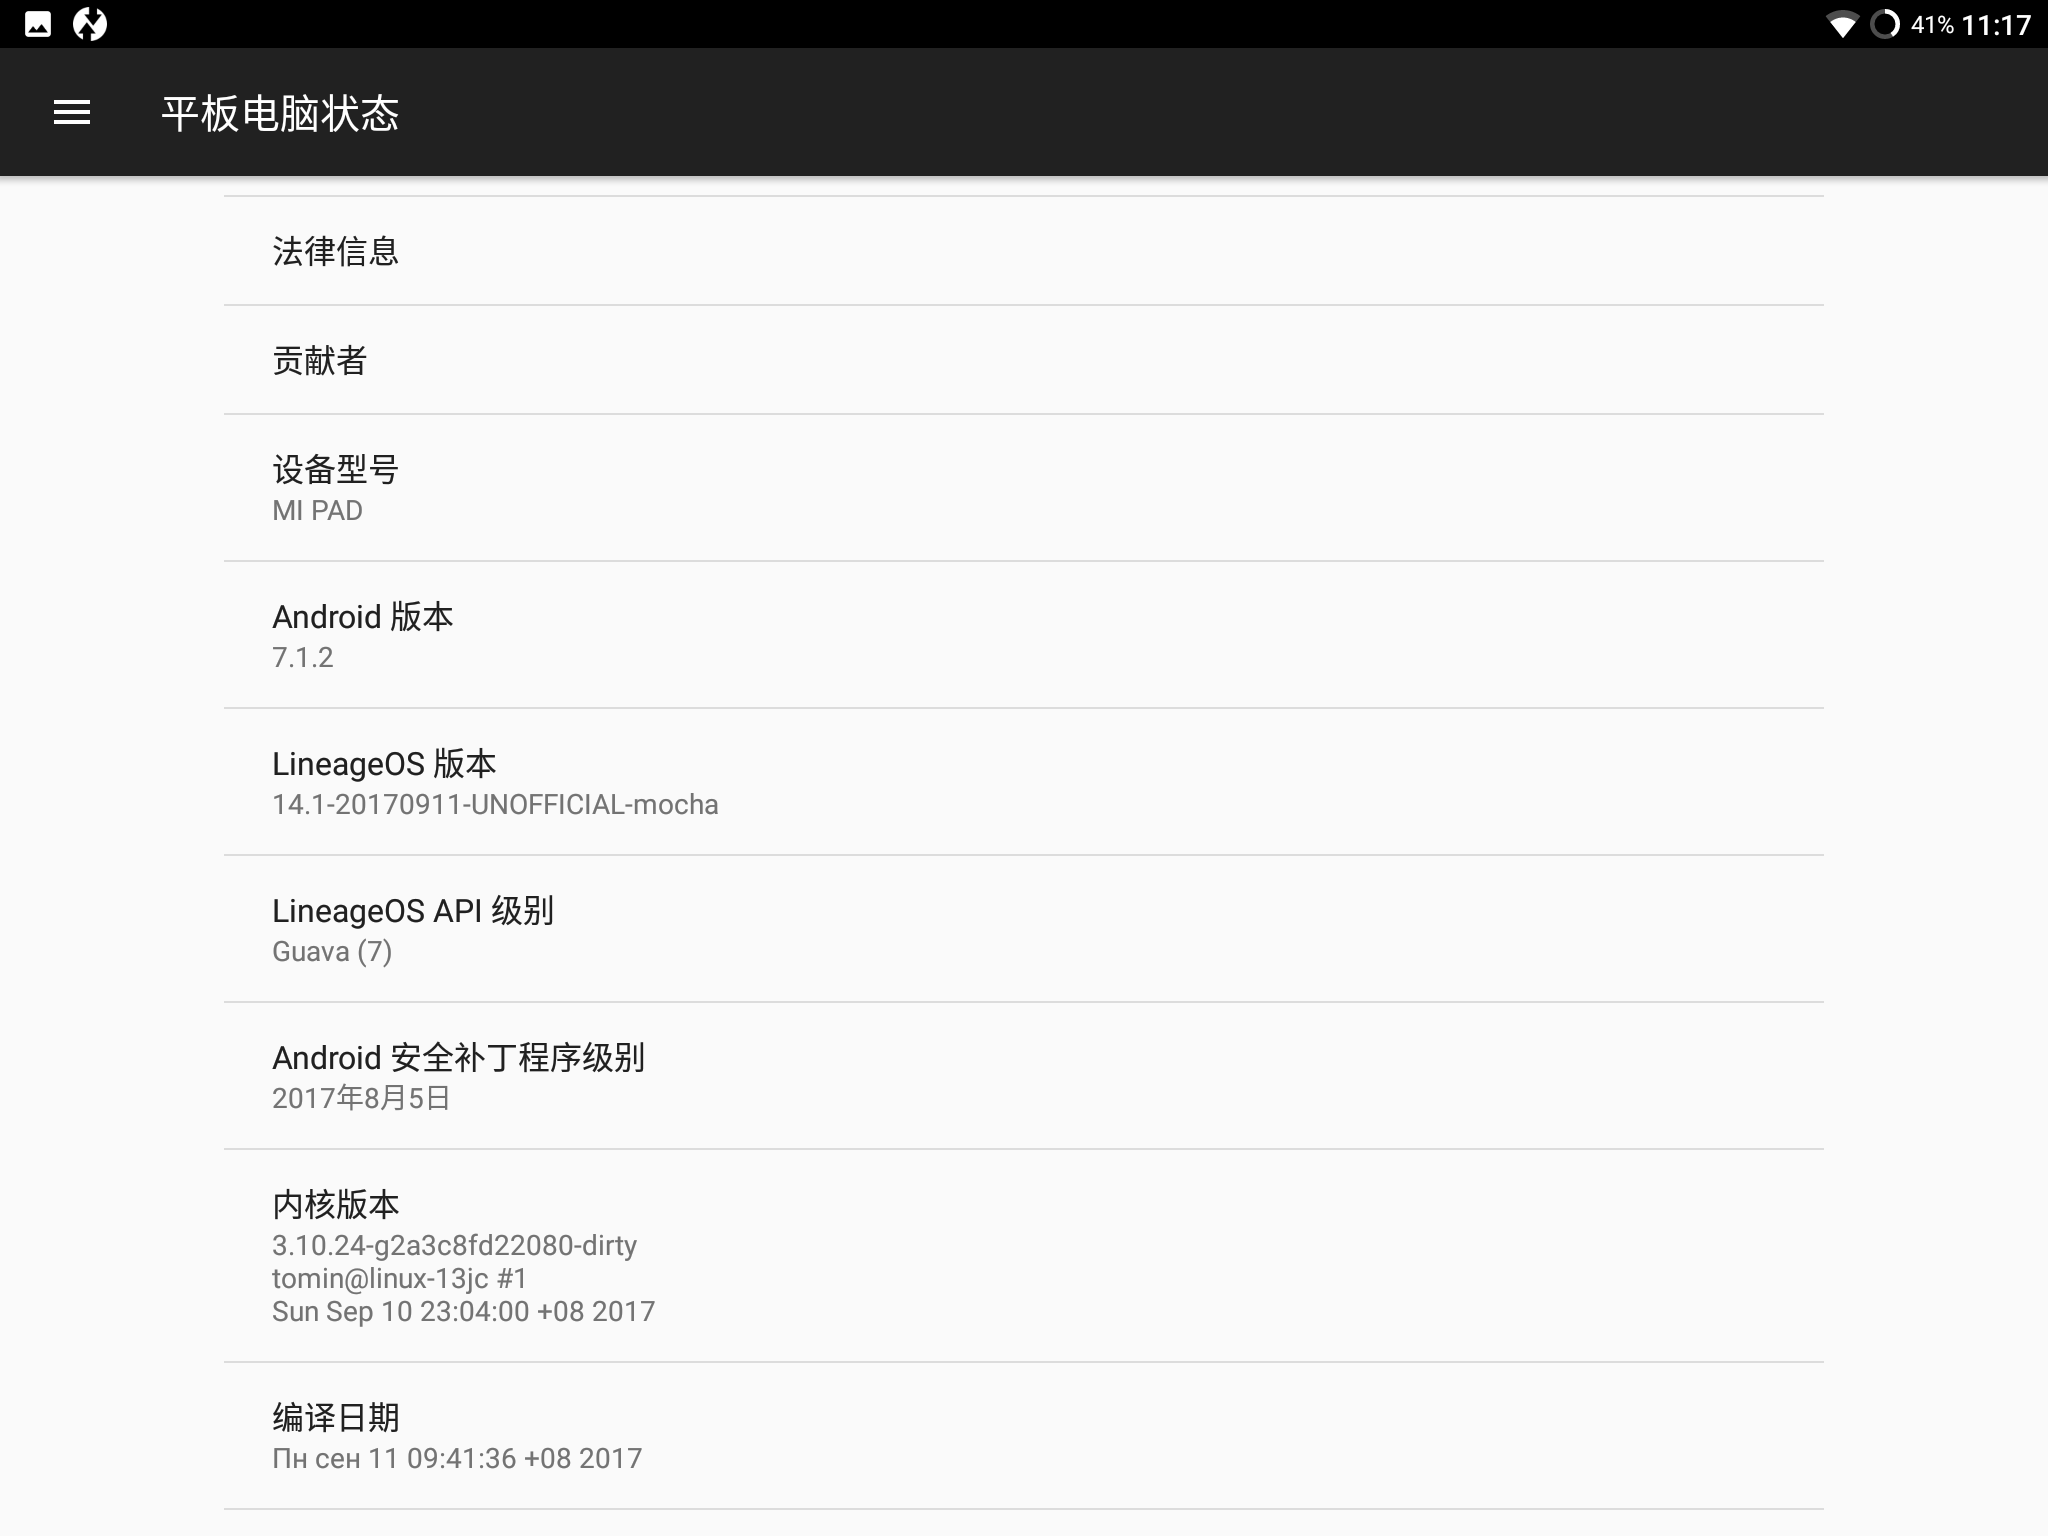 41% 11:17
平板电脑状态
法律信息
贡献者
设备型号
MI PAD
Android 版本
7.1.2
LineageOS 版本
14.1-20170911-UNOFFICIAL-mocha
LineageOS API 级别
Guava (7)
Android 安全补丁程序级别
2017年8月5日
内核版本
3.10.24-g2a3c8fd22080-dirty
tomin@linux-13jc #1
Sun Sep 10 23:04:00 +08 2017
编译日期
Пн сен 11 09:41:36 +08 2017